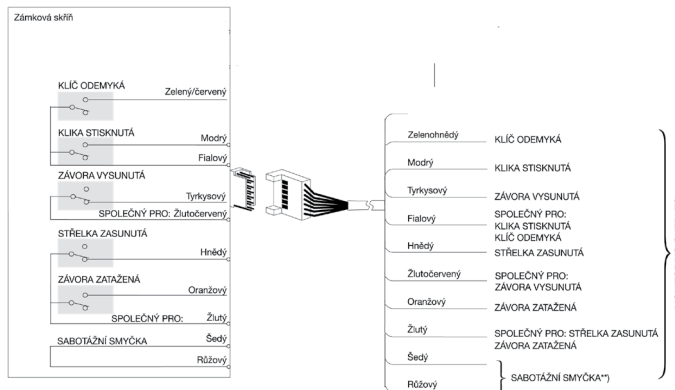 Zámková skříň
KLÍČ ODEMYKÁ
Zelený/červený
KLIKA STISKNUTÁ
Modrý
Fialový
ZÁVORA VYSUNUTÁ
Tyrkysový
SPOLEČNÝ PRO: Žlutočervený
STŘELKA ZASUNUTÁ
Hnědý
ZÁVORA ZATAŽENÁ
Oranžový
SPOLEČNÝ PRO: Žlutý
SABOTÁŽNÍ SMYČKA
Šedý
Růžový
Zelenohnědý
KLÍČ ODEMYKÁ
Modrý
KLIKA STISKNUTÁ
Tyrkysový
ZÁVORA VYSUNUTÁ
Fialový
SPOLEČNÝ PRO:
KLIKA STISKNUTÁ
KLÍČ ODEMYKÁ
Hnědý
STŘELKA ZASUNUTÁ
Žlutočervený
SPOLEČNÝ PRO:
ZÁVORA VYSUNUTÁ
Oranžový
ZÁVORA ZATAŽENÁ
Žlutý
SPOLEČNÝ PRO: STŘELKA ZASUNUTÁ
ZÁVORA ZATAŽENÁ
Šedý
SABOTÁŽNÍ SMYČKA**)
Růžový